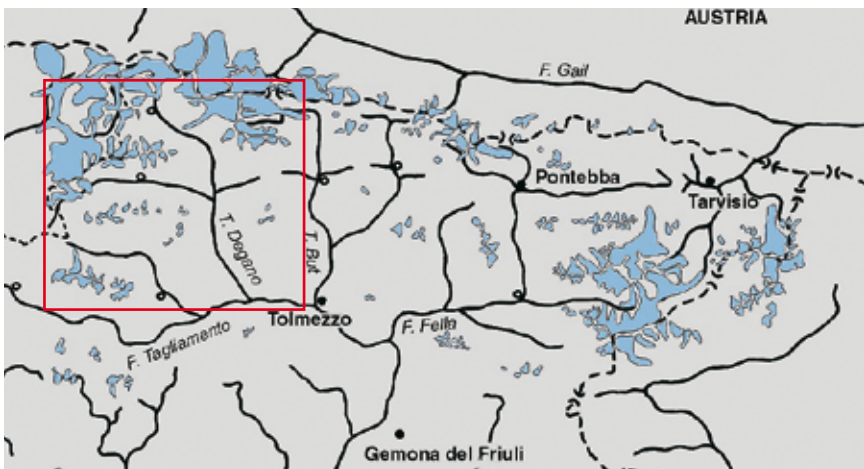 AUSTRIA
F. Gail
Pontebba
Tarvisio
T. Degano
T. But
Tolmezzo
F. Fella
F. Tagliamento
Gemona del Friuli